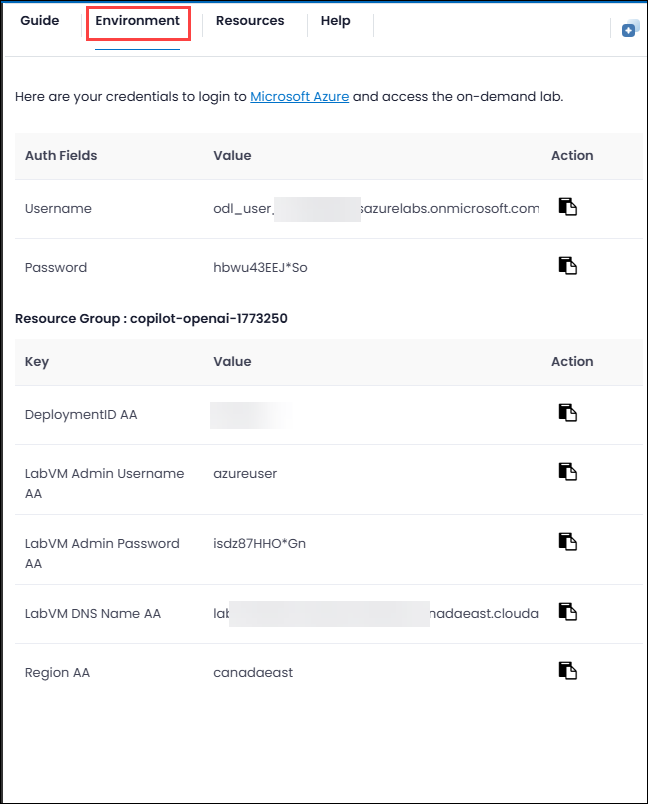 Guide Environment Resources Help
Here are your credentials to login to Microsoft Azure and access the on-demand lab.
Auth Fields Value Action
Username odl_user_ sazurelabs.onmicrosoft.com
Password hbwu43EEJ*So
Resource Group : copilot-openai-1773250
Key Value Action
DeploymentID AA
LabVM Admin Username azureuser
AA
LabVM Admin Password isdz87HHO*Gn
AA
LabVM DNS Name AA lab nadaeast.clouda
Region AA canadaeast